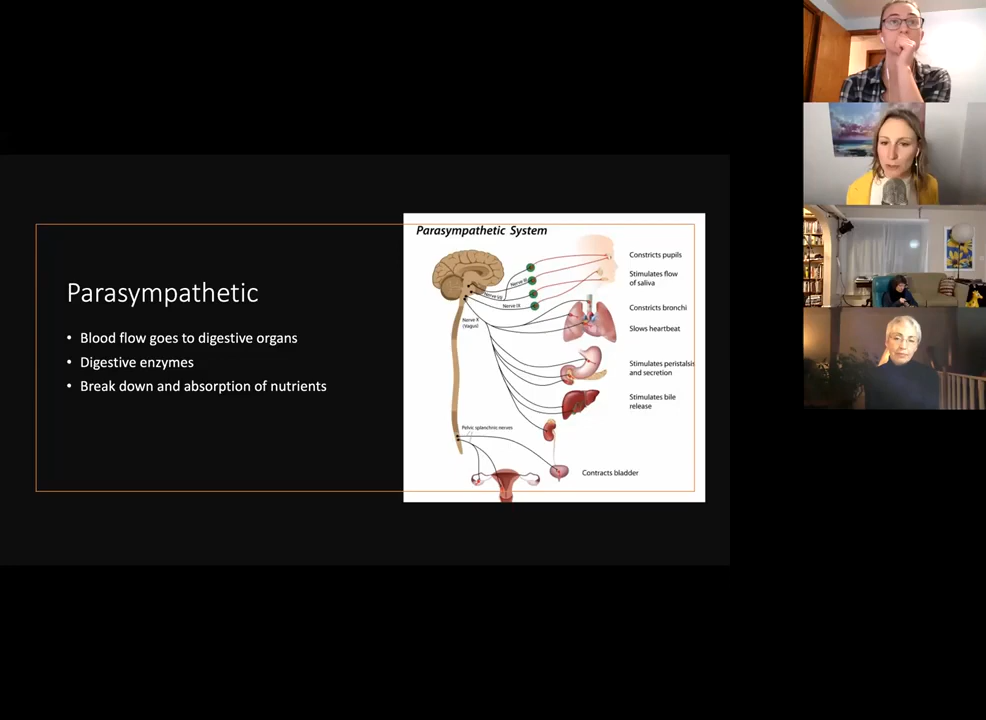 Parasympathetic
• Blood flow goes to digestive organs
• Digestive enzymes
• Break down and absorption of nutrients
Parasympathetic System
Constricts pupils
Stimulates flow
of saliva
Constricts bronchi
Slows heartbeat
Stimulates peristalsis
and secretion
Stimulates bile
release
Contracts bladder
Nerve VII
Nerve IX
Nerve X
(Vagus)
Pelvic splanchnic nerves